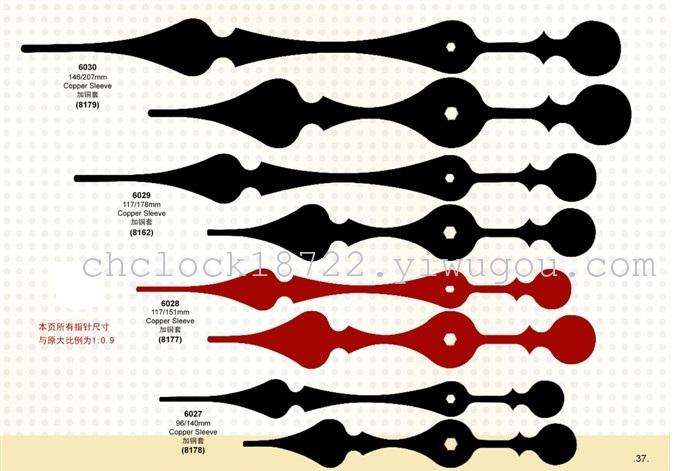 6030
146/207mm
Copper Sleeve
加铜套
(8179)
6029
117/178mm
Copper Sleeve
加铜套
(8162)
chclock18722.yiwugou.com
6028
117/151mm
Copper Sleeve
加铜套
(8177)
本页所有指针尺寸
与原大比例为1:0.9
6027
96/140mm
Copper Sleeve
加铜套
(8178)
.37.